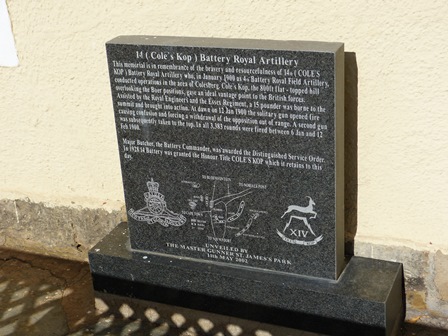 14 ( Cole's Kop ) Battery Royal Artillery
This memorial is in remembrance of the bravery and resourcefulness of 14 ( COLE'S
KOP ) Battery Royal Artillery who, in January 1900 as 4 Battery Royal Field Artillery,
conducted operations in the area of Colesberg. Cole's Kop, the 800ft flat - topped hill
overlooking the Boer positions, gave an ideal vantage point to the British forces.
Assisted by the Royal Engineers and the Essex Regiment, a 15 pounder was borne to the
summit and brought into action. At dawn on 12 Jan 1900 the solitary gun opened fire
causing confusion and forcing a withdrawal of the opposition out of range. A second gun
was subsequently taken to the top. In all 3,383 rounds were fired between 6 Jan and 12
Feb 1900.
Major Butcher, the Battery Commander, was awarded the Distinguished Service Order.
In 1928 14 Battery was granted the Honour Title COLE'S KOP which it retains to this
day.
XIV
UNVEILED BY
THE MASTER GUNNER ST. JAMES'S PARK
14th MAY 2002